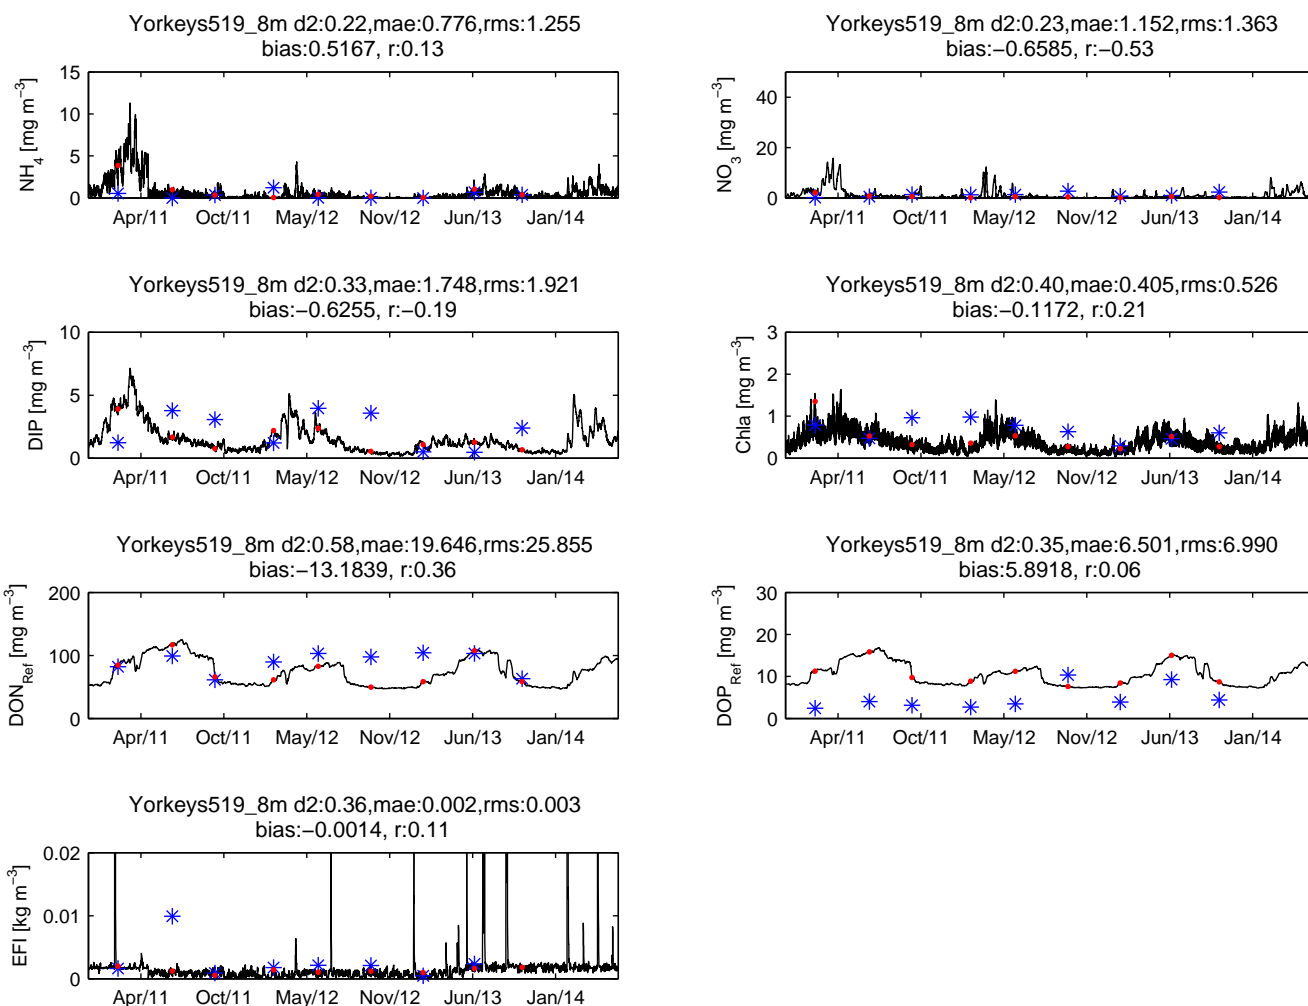 Yorkeys519_8m d2:0.22,mae:0.776,rms:1.255
bias:0.5167, r:0.13
NH4 [mg m−3]
15
10
5
0
Apr/11 Oct/11 May/12 Nov/12 Jun/13 Jan/14
Yorkeys519_8m d2:0.23,mae:1.152,rms:1.363
bias:−0.6585, r:−0.53
NO3 [mg m−3]
40
20
0
Apr/11 Oct/11 May/12 Nov/12 Jun/13 Jan/14
Yorkeys519_8m d2:0.33,mae:1.748,rms:1.921
bias:−0.6255, r:−0.19
DIP [mg m−3]
10
5
0
Apr/11 Oct/11 May/12 Nov/12 Jun/13 Jan/14
Yorkeys519_8m d2:0.40,mae:0.405,rms:0.526
bias:−0.1172, r:0.21
Chla [mg m−3]
3
2
1
0
Apr/11 Oct/11 May/12 Nov/12 Jun/13 Jan/14
Yorkeys519_8m d2:0.58,mae:19.646,rms:25.855
bias:−13.1839, r:0.36
DONRef [mg m−3]
200
100
0
Apr/11 Oct/11 May/12 Nov/12 Jun/13 Jan/14
Yorkeys519_8m d2:0.35,mae:6.501,rms:6.990
bias:5.8918, r:0.06
DOPRef [mg m−3]
30
20
10
0
Apr/11 Oct/11 May/12 Nov/12 Jun/13 Jan/14
Yorkeys519_8m d2:0.36,mae:0.002,rms:0.003
bias:−0.0014, r:0.11
EFI [kg m−3]
0.02
0.01
0
Apr/11 Oct/11 May/12 Nov/12 Jun/13 Jan/14